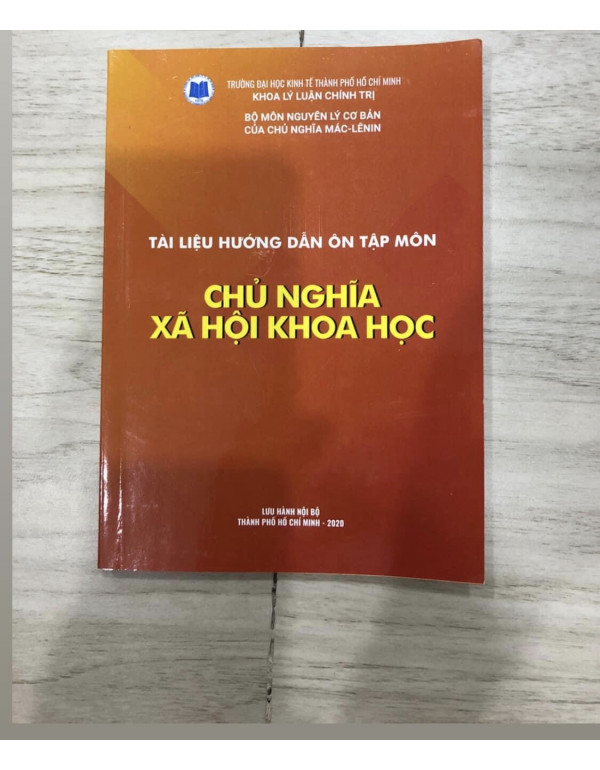 TRƯỜNG ĐẠI HỌC KINH TẾ THÀNH PHỐ HỒ CHÍ MINH
KHOA LÝ LUẬN CHÍNH TRỊ
BỘ MÔN NGUYÊN LÝ CƠ BẢN
CỦA CHỦ NGHĨA MÁC-LÊNIN
TÀI LIỆU HƯỚNG DẪN ÔN TẬP MÔN
CHỦ NGHĨA
XÃ HỘI KHOA HỌC
LƯU HÀNH NỘI BỘ
THÀNH PHỐ HỒ CHÍ MINH - 2020